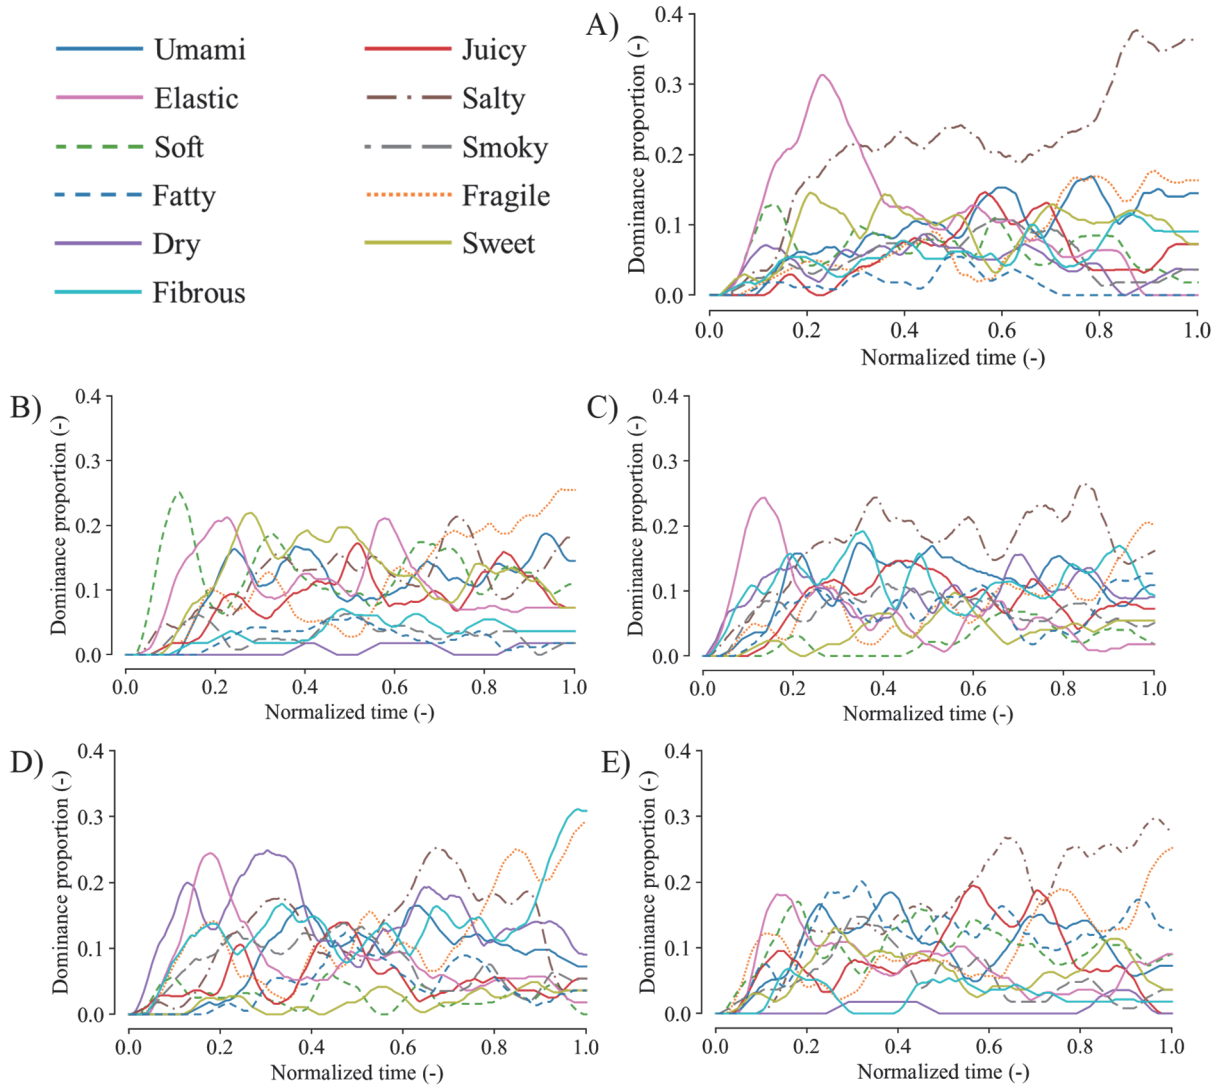 Umami
Juicy
Elastic
Salty
Soft
Smoky
Fatty
Fragile
Dry
Sweet
Fibrous
A)
Dominance proportion (-)
0.4
0.3
0.2
0.1
0.0
0.0 0.2 0.4 0.6 0.8 1.0
Normalized time (-)
B)
Dominance proportion (-)
0.4
0.3
0.2
0.1
0.0
0.0 0.2 0.4 0.6 0.8 1.0
Normalized time (-)
C)
Dominance proportion (-)
0.4
0.3
0.2
0.1
0.0
0.0 0.2 0.4 0.6 0.8 1.0
Normalized time (-)
D)
Dominance proportion (-)
0.4
0.3
0.2
0.1
0.0
0.0 0.2 0.4 0.6 0.8 1.0
Normalized time (-)
E)
Dominance proportion (-)
0.4
0.3
0.2
0.1
0.0
0.0 0.2 0.4 0.6 0.8 1.0
Normalized time (-)